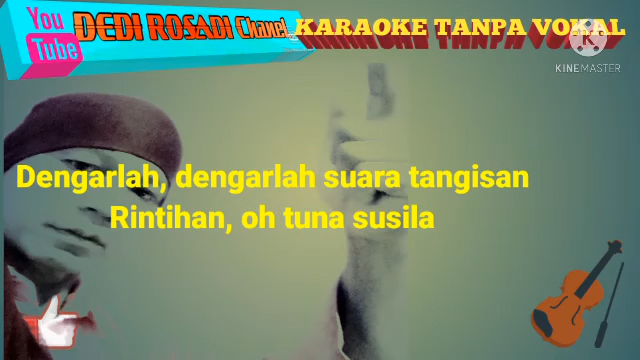 You Tube
DEDI ROSADI Chanel
KARAOKE TANPA VOKAL
KINEMASTER
Dengarlah, dengarlah suara tangisan
Rintihan, oh tuna susila